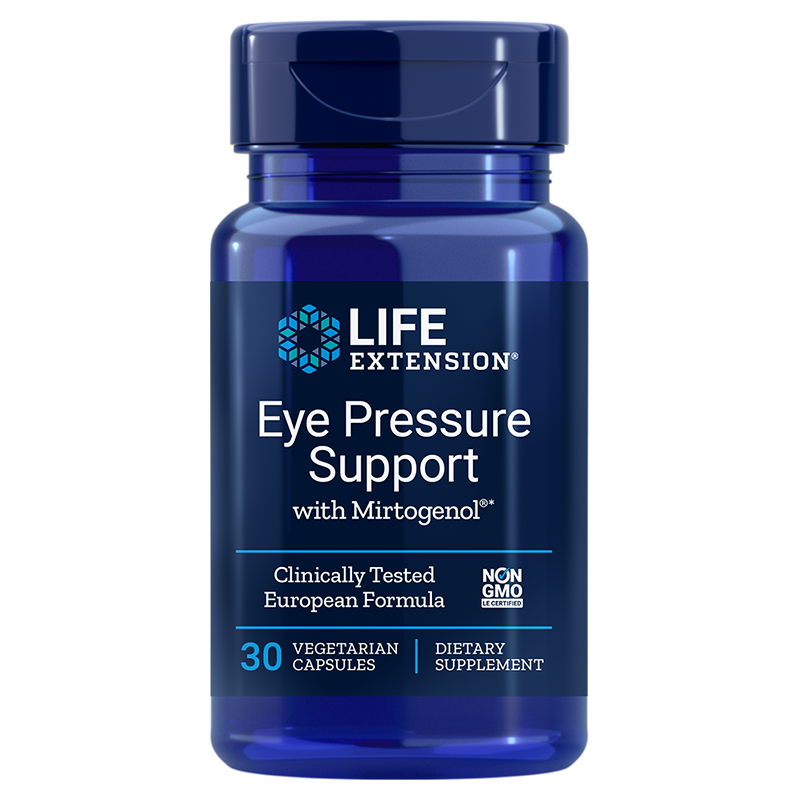 LIFE
EXTENSION®
Eye Pressure
Support
with Mirtogenol®*
Clinically Tested
European Formula
NON
GMO
LE CERTIFIED
30 VEGETARIAN
CAPSULES
DIETARY
SUPPLEMENT